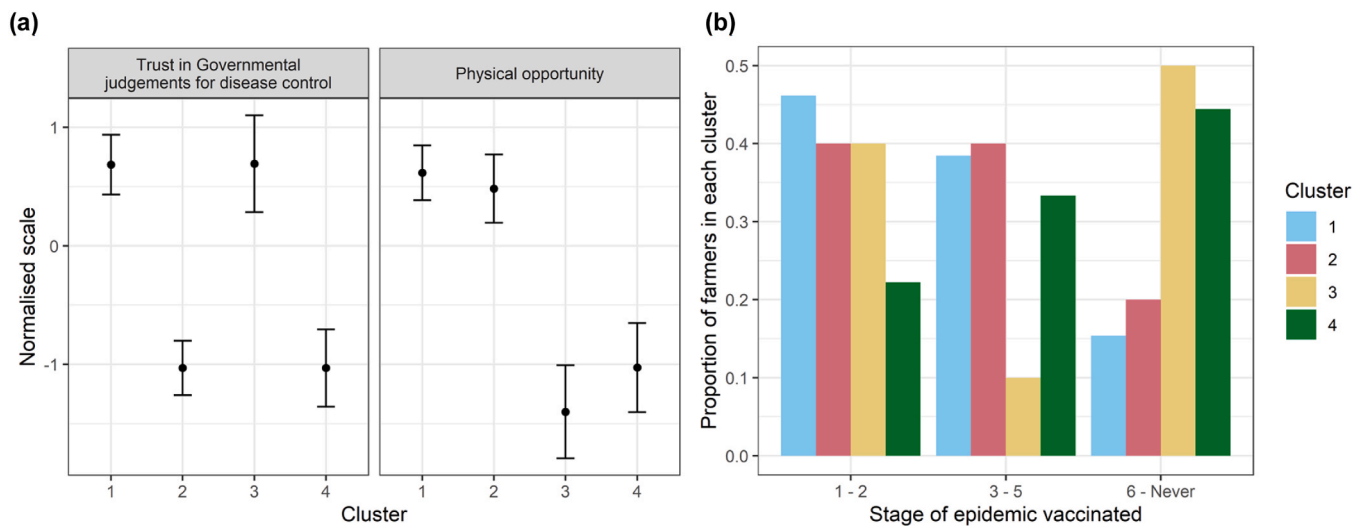 (a)
Trust in Governmental
judgements for disease control
Physical opportunity
Normalised scale
1
0
-1
1 2 3 4 1 2 3 4
Cluster
(b)
Proportion of farmers in each cluster
0.5
0.4
0.3
0.2
0.1
0.0
1 - 2 3 - 5 6 - Never
Stage of epidemic vaccinated
Cluster
1
2
3
4